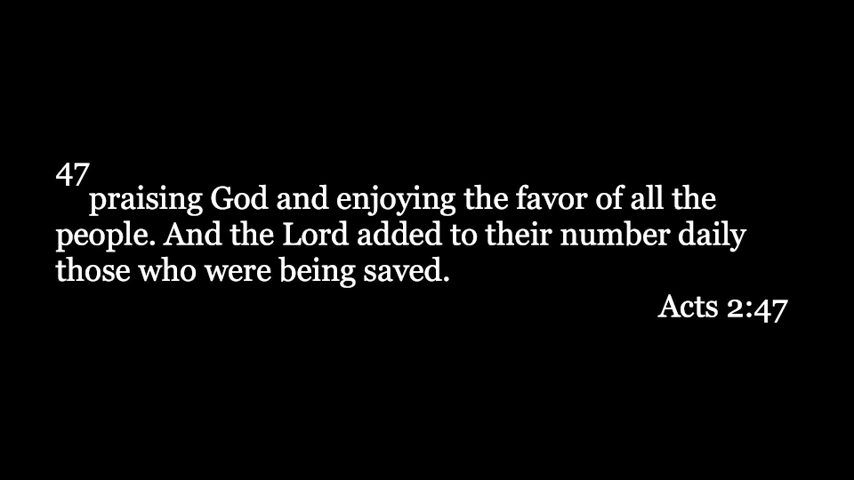 47
praising God and enjoying the favor of all the
people. And the Lord added to their number daily
those who were being saved.
Acts 2:47